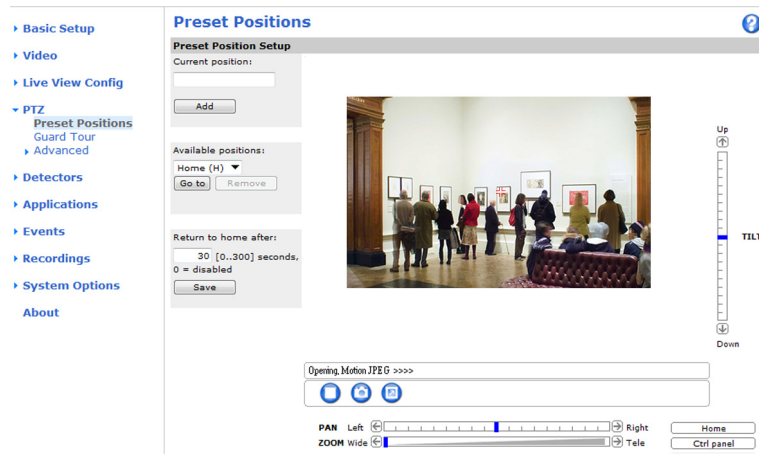 Basic Setup
Video
Live View Config
PTZ
Preset Positions
Guard Tour
Advanced
Detectors
Applications
Events
Recordings
System Options
About
Preset Positions
?
Preset Position Setup
Current position:
Add
Available positions:
Home (H)
Go to Remove
Return to home after:
30 [0..300] seconds,
0 = disabled
Save
Up
TILT
Down
Opening, Motion JPEG >>>>
PAN Left Right Home
ZOOM Wide Tele Ctrl panel